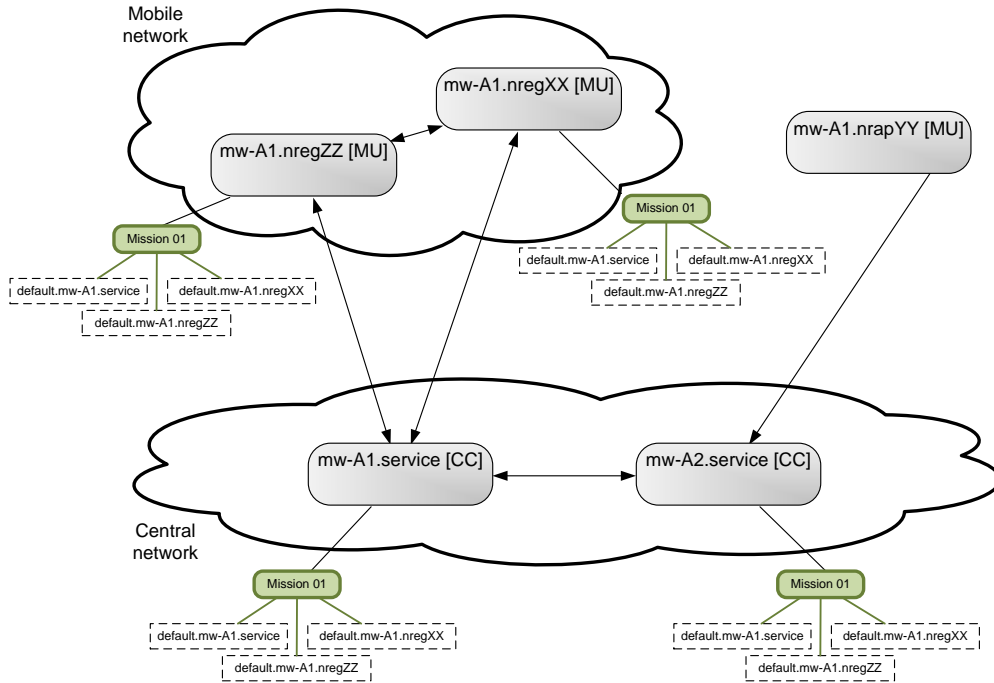 Mobile
network
mw-A1.nregXX [MU]
mw-A1.nrapYY [MU]
mw-A1.nregZZ [MU]
Mission 01
default.mw-A1.service
default.mw-A1.nregXX
default.mw-A1.nregZZ
Mission 01
default.mw-A1.service
default.mw-A1.nregXX
default.mw-A1.nregZZ
mw-A1.service [CC]
mw-A2.service [CC]
Central
network
Mission 01
default.mw-A1.service
default.mw-A1.nregXX
default.mw-A1.nregZZ
Mission 01
default.mw-A1.service
default.mw-A1.nregXX
default.mw-A1.nregZZ